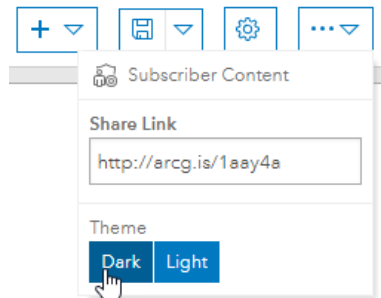 Subscriber Content
Share Link
http://arcg.is/1aay4a
Theme
Dark Light